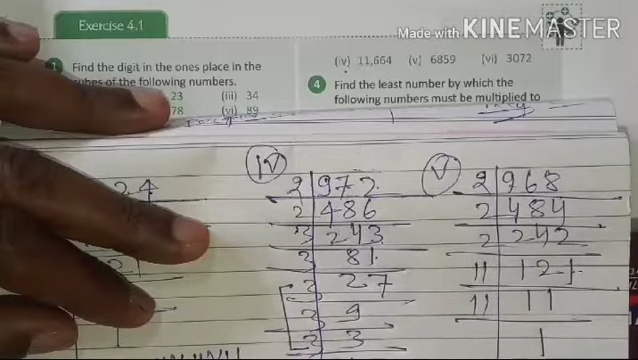 Exercise 4.1
Made with KINEMASTER
Find the digit in the ones place in the
cubes of the following numbers.
23 (iii) 34
78 (vi) 89
(iv) 11,664 (v) 6859 (vi) 3072
4 Find the least number by which the
following numbers must be multiplied to
24
IV
2 972
2 486
3 243
3 81
3 27
3 9
3 3
V
2 968
2 484
2 242
11 121
11 11
1